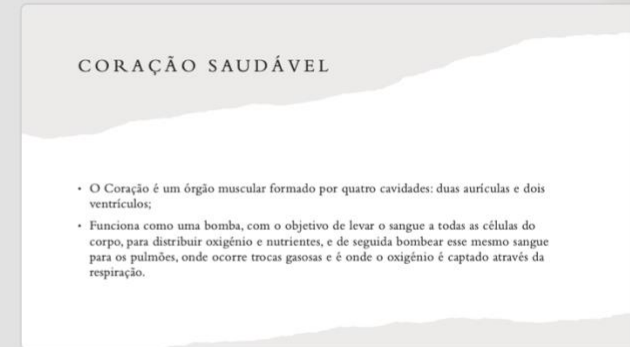 CORAÇÃO SAUDÁVEL
• O Coração é um órgão muscular formado por quatro cavidades: duas aurículas e dois
ventrículos;
• Funciona como uma bomba, com o objetivo de levar o sangue a todas as células do
corpo, para distribuir oxigénio e nutrientes, e de seguida bombear esse mesmo sangue
para os pulmões, onde ocorre trocas gasosas e é onde o oxigénio é captado através da
respiração.